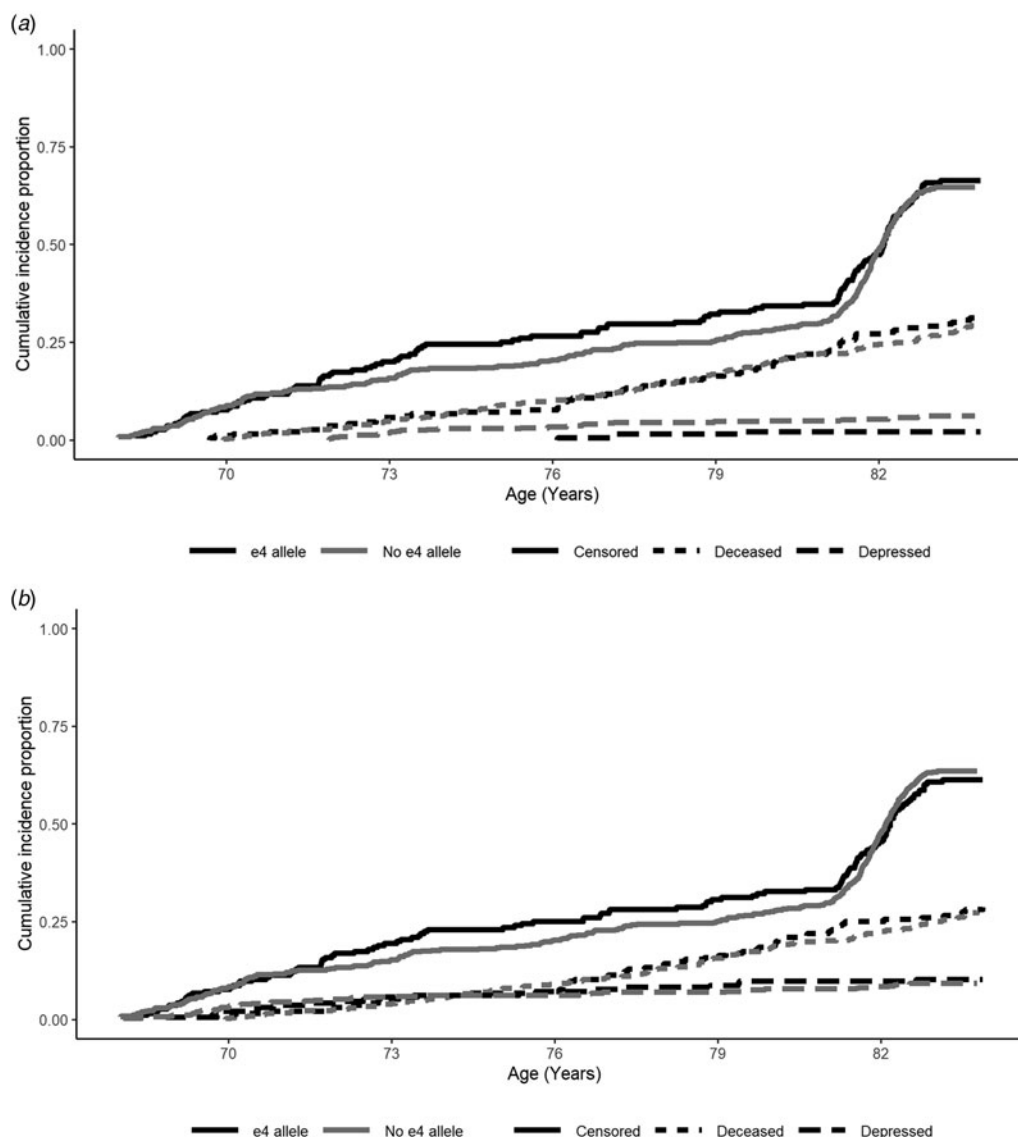 (a)
1.00
0.75
0.50
0.25
0.00
Cumulative incidence proportion
70 73 76 79 82
Age (Years)
e4 allele No e4 allele Censored Deceased Depressed
(b)
1.00
0.75
0.50
0.25
0.00
Cumulative incidence proportion
70 73 76 79 82
Age (Years)
e4 allele No e4 allele Censored Deceased Depressed